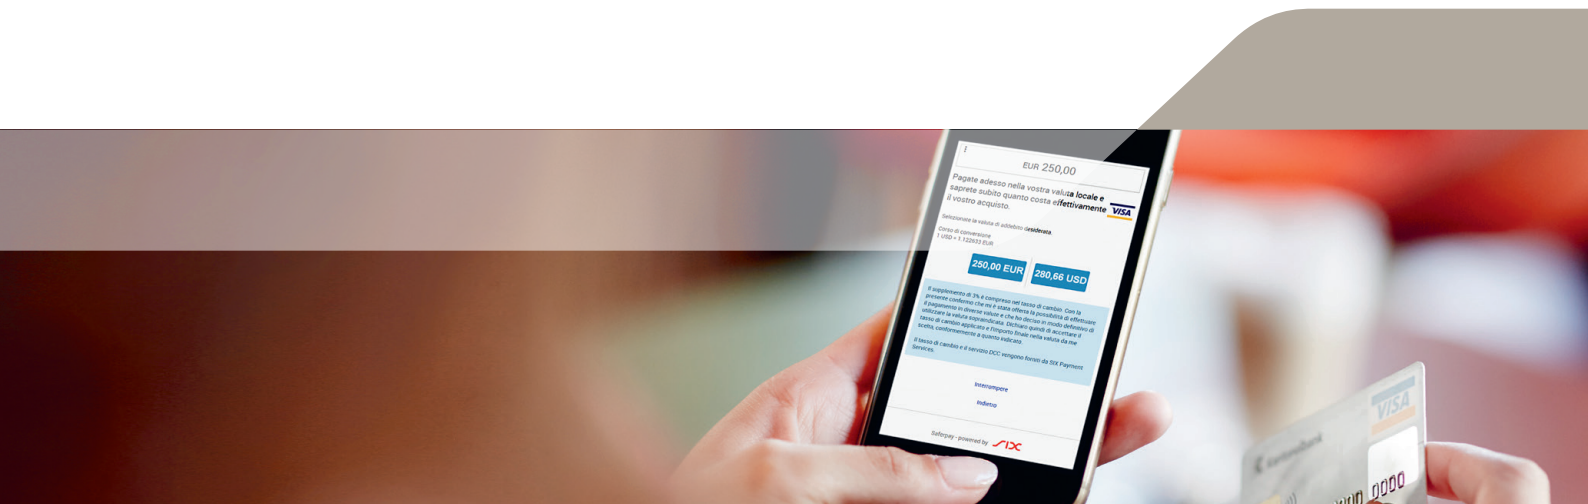 EUR 250,00
Pagate adesso nella vostra valuta locale e
saprete subito quanto costa effettivamente
il vostro acquisto.
VISA
Selezionare la valuta di addebito desiderata.
Corso di conversione
1 USD = 1.122633 EUR
250,00 EUR
280,66 USD
Il supplemento di 3% è compreso nel tasso di cambio. Con la
presente confermo che mi è stata offerta la possibilità di effettuare
il pagamento in diverse valute e che ho deciso in modo definitivo di
utilizzare la valuta sopraindicata. Dichiaro quindi di accettare il
tasso di cambio applicato e l'importo finale nella valuta da me
scelta, conformemente a quanto indicato.
Il tasso di cambio e il servizio DCC vengono forniti da SIX Payment
Services.
Interrompere
Indietro
Saferpay - powered by SIX
VISA
KantonalBank
0000